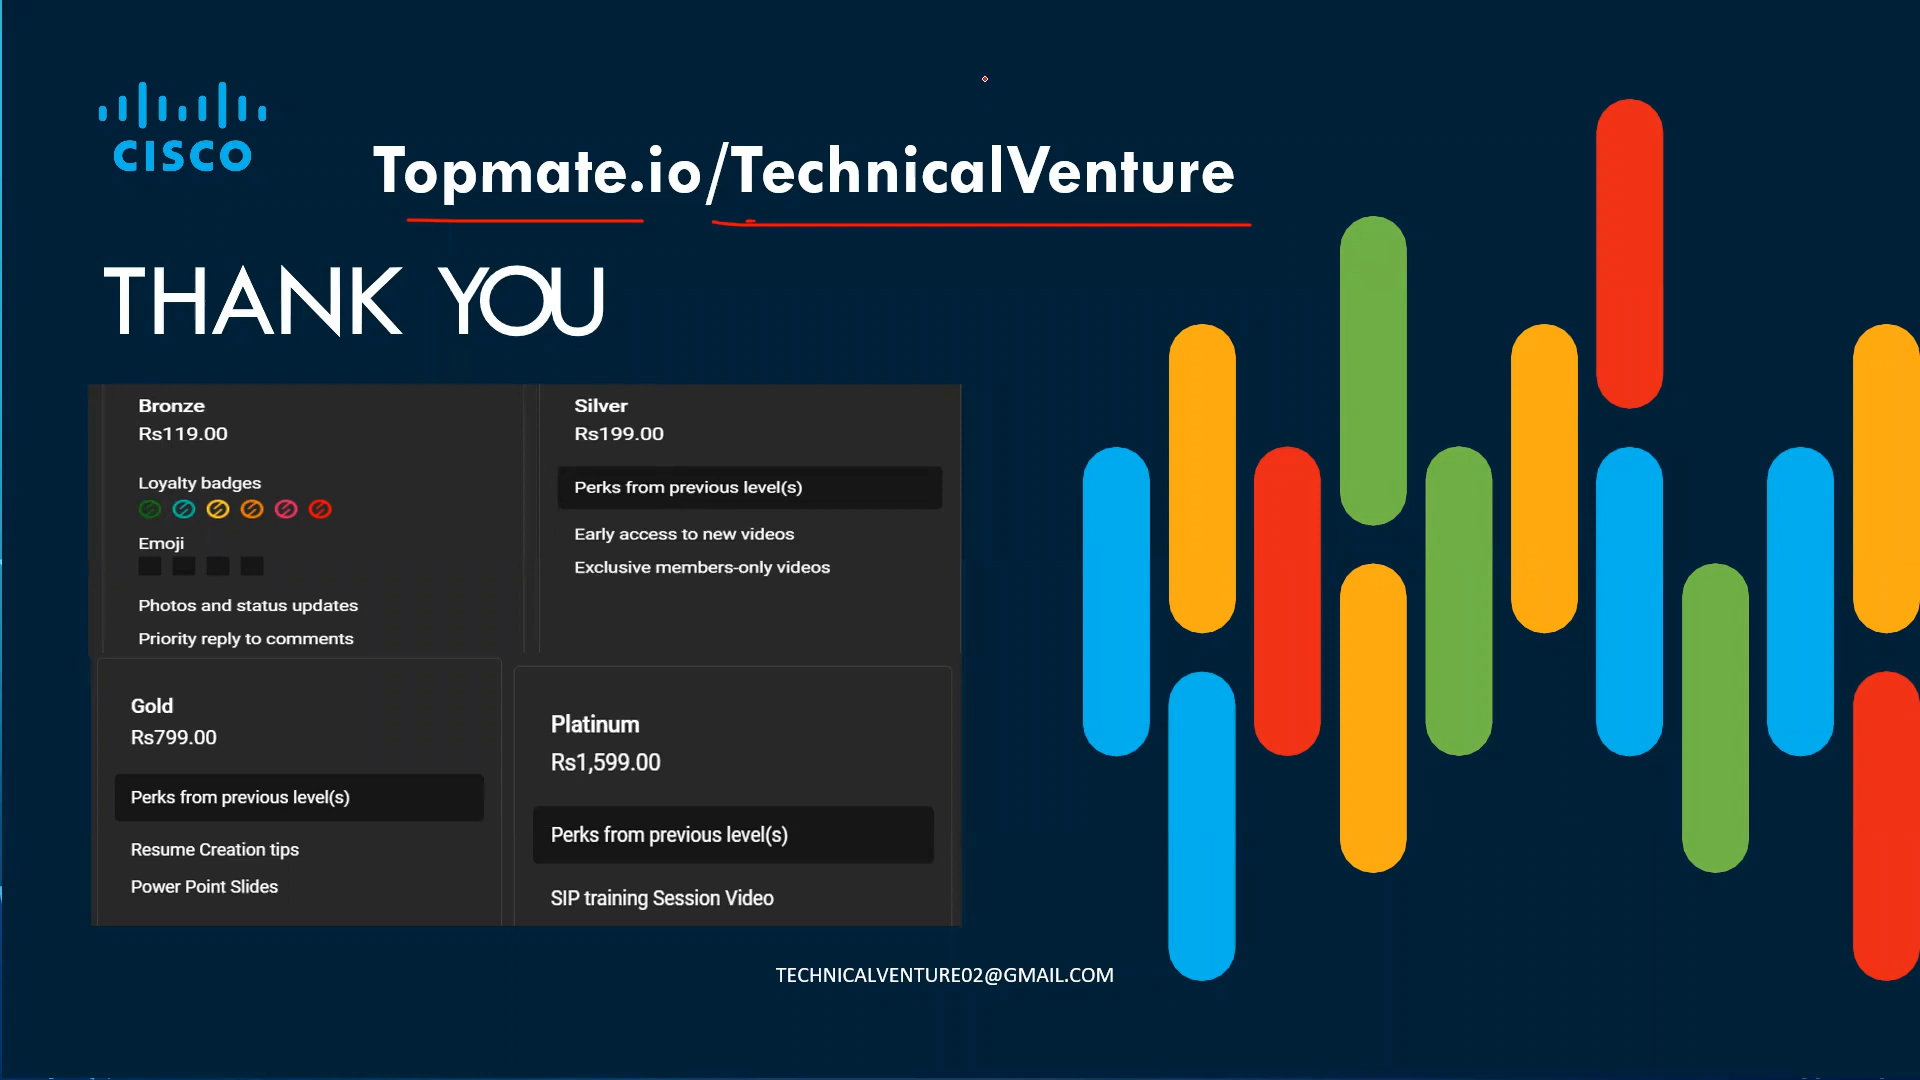 CISCO
Topmate.io/TechnicalVenture
THANK YOU
Bronze
Rs119.00
Loyalty badges
Emoji
Photos and status updates
Priority reply to comments
Silver
Rs199.00
Perks from previous level(s)
Early access to new videos
Exclusive members-only videos
Gold
Rs799.00
Perks from previous level(s)
Resume Creation tips
Power Point Slides
Platinum
Rs1,599.00
Perks from previous level(s)
SIP training Session Video
TECHNICALVENTURE02@GMAIL.COM